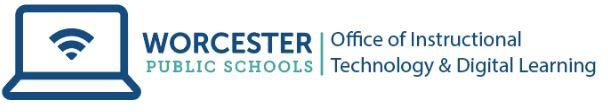 WORCESTER
PUBLIC SCHOOLS
Office of Instructional
Technology & Digital Learning